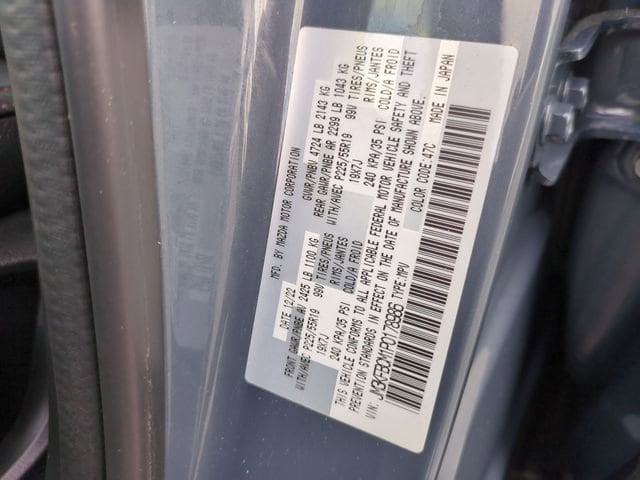 MFD. BY MAZDA MOTOR CORPORATION
DATE 12/22 GVWR/PNBV 4724 LB 2143 KG
FRONT GAWR/PNBE AV 2425 LB 1100 KG REAR GAWR/PNBE AR 2299 LB 1043 KG
WITH/AVEC P225/55R19 99V TIRES/PNEUS WITH/AVEC P225/55R19 99V TIRES/PNEUS
19X7J RIMS/JANTES 19X7J RIMS/JANTES
240 KPA/35 PSI COLD/A FROID 240 KPA/35 PSI COLD/A FROID
THIS VEHICLE CONFORMS TO ALL APPLICABLE FEDERAL MOTOR VEHICLE SAFETY AND THEFT
PREVENTION STANDARDS IN EFFECT ON THE DATE OF MANUFACTURE SHOWN ABOVE.
VIN: JM3KFBCM1P0178986 TYPE:MPV COLOR CODE:47C MADE IN JAPAN